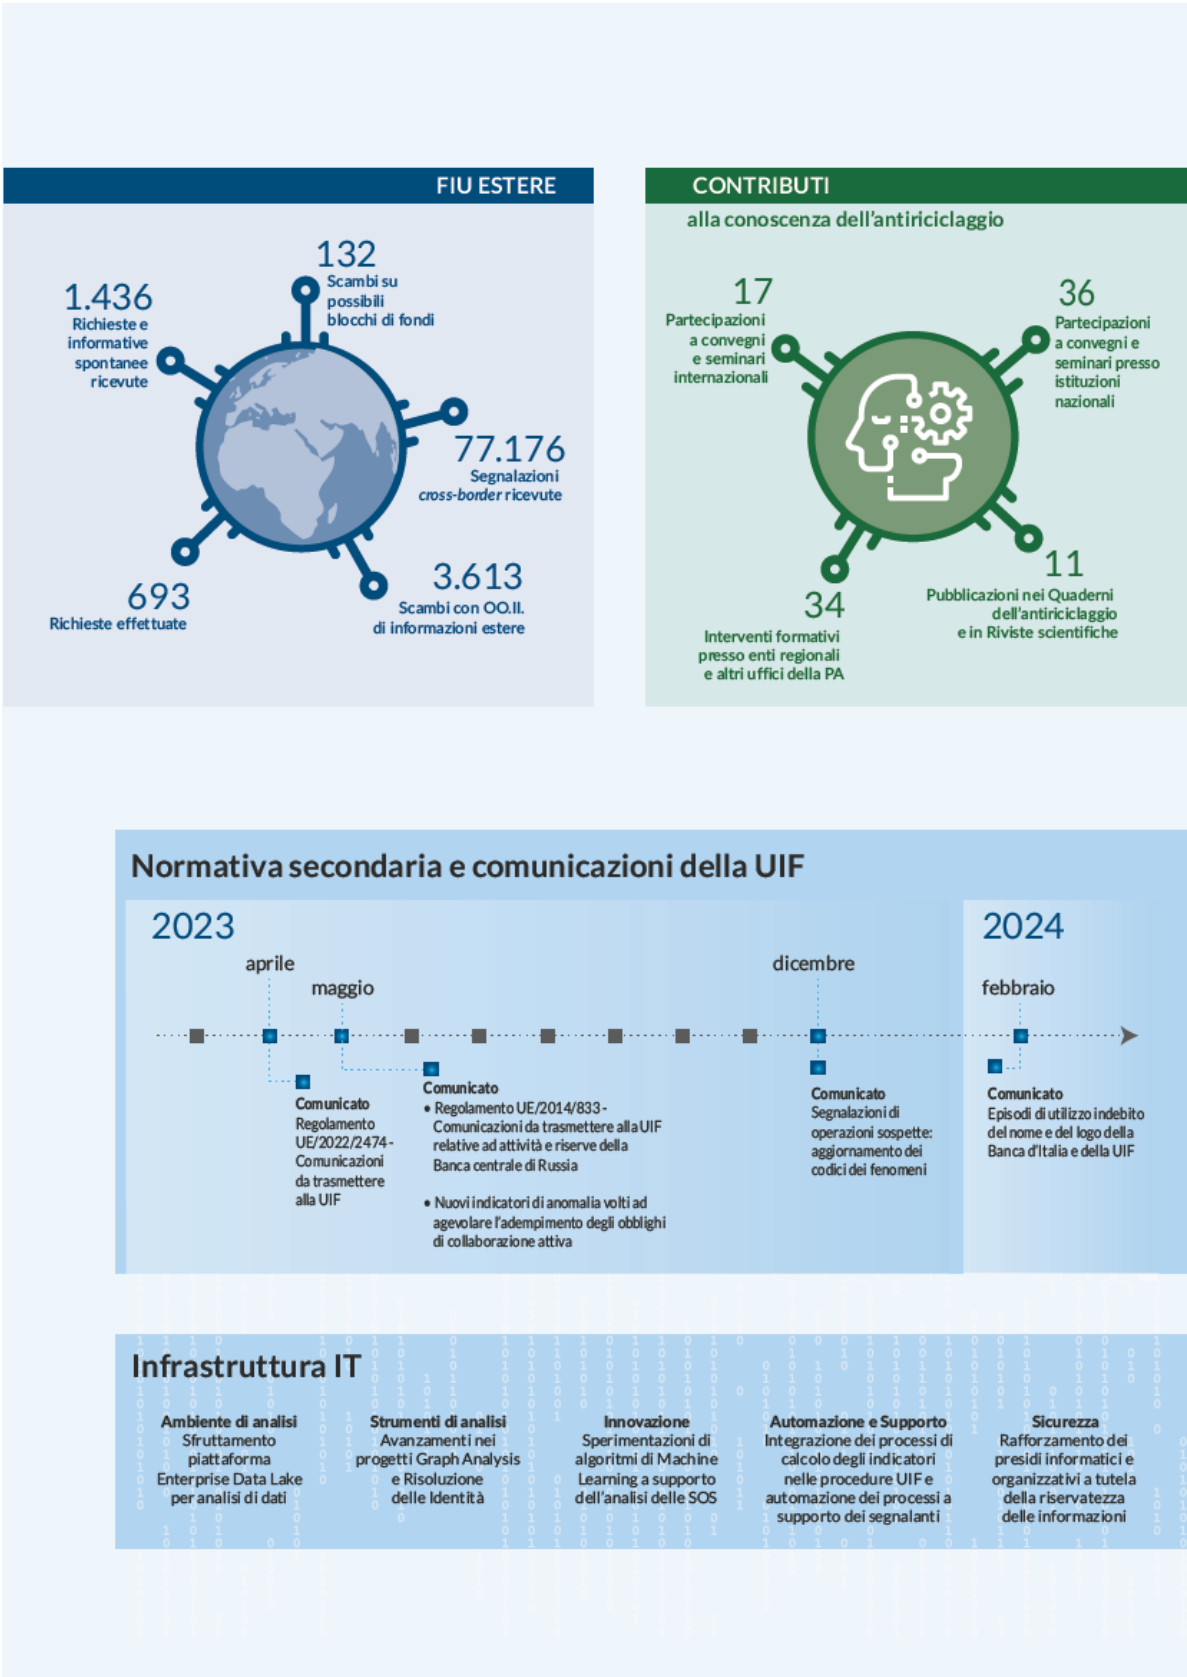 FIU ESTERE
132
Scambi su
possibili
blocchi di fondi
1.436
Richieste e
informative
spontanee
ricevute
77.176
Segnalazioni
cross-border ricevute
3.613
Scambi con OO.II.
di informazioni estere
693
Richieste effettuate
CONTRIBUTI
alla conoscenza dell'antiriciclaggio
17
Partecipazioni
a convegni
e seminari
internazionali
36
Partecipazioni
a convegni e
seminari presso
istituzioni
nazionali
11
Pubblicazioni nei Quaderni
dell'antiriciclaggio
e in Riviste scientifiche
34
Interventi formativi
presso enti regionali
e altri uffici della PA
Normativa secondaria e comunicazioni della UIF
2023
aprile
maggio
dicembre
Comunicato
Regolamento
UE/2022/2474 -
Comunicazioni
da trasmettere
alla UIF
Comunicato
• Regolamento UE/2014/833 -
Comunicazioni da trasmettere alla UIF
relative ad attività e riserve della
Banca centrale di Russia
• Nuovi indicatori di anomalia volti ad
agevolare l'adempimento degli obblighi
di collaborazione attiva
Comunicato
Segnalazioni di
operazioni sospette:
aggiornamento dei
codici dei fenomeni
2024
febbraio
Comunicato
Episodi di utilizzo indebito
del nome e del logo della
Banca d'Italia e della UIF
Infrastruttura IT
Ambiente di analisi
Sfruttamento
piattaforma
Enterprise Data Lake
per analisi di dati
Strumenti di analisi
Avanzamenti nei
progetti Graph Analysis
e Risoluzione
delle Identità
Innovazione
Sperimentazioni di
algoritmi di Machine
Learning a supporto
dell'analisi delle SOS
Automazione e Supporto
Integrazione dei processi di
calcolo degli indicatori
nelle procedure UIF e
automazione dei processi a
supporto dei segnalanti
Sicurezza
Rafforzamento dei
presidi informatici e
organizzativi a tutela
della riservatezza
delle informazioni